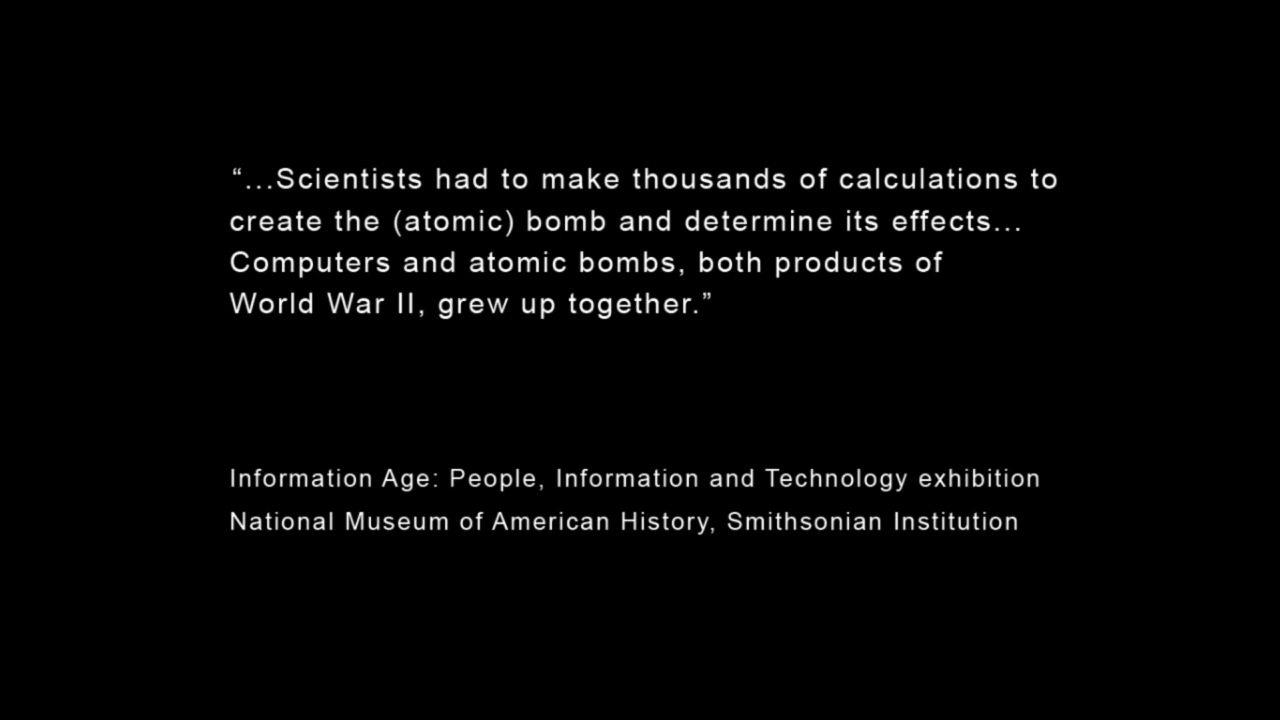 “...Scientists had to make thousands of calculations to
create the (atomic) bomb and determine its effects...
Computers and atomic bombs, both products of
World War II, grew up together.”
Information Age: People, Information and Technology exhibition
National Museum of American History, Smithsonian Institution